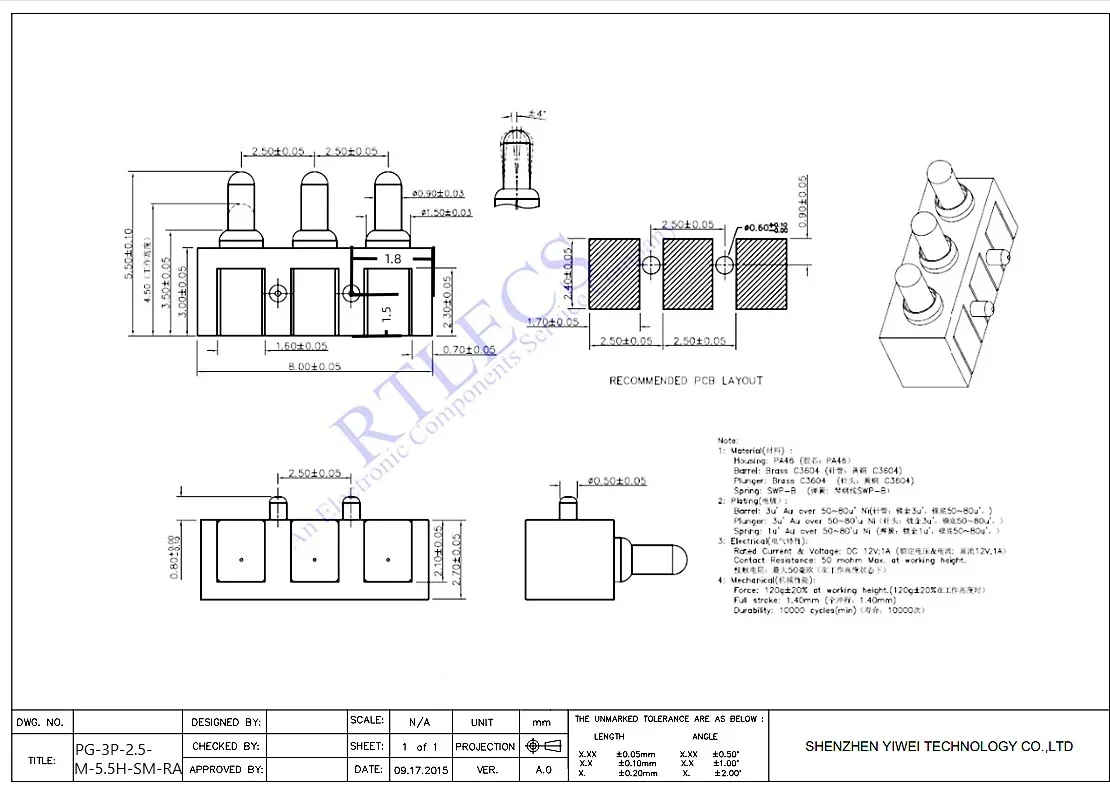 ±4°
2.50±0.05
2.50±0.05
ø0.90±0.03
ø1.50±0.03
5.50±0.10
4.50 (工作高度)
3.50±0.05
3.00±0.05
1.8
1.5
2.30±0.05
1.60±0.05
0.70±0.05
8.00±0.05
2.50±0.05
0.90±0.05
2.40±0.05
1.70±0.05
2.50±0.05
2.50±0.05
RECOMMENDED PCB LAYOUT
RTLECS
An Electronic Components Service
2.50±0.05
ø0.50±0.05
2.10±0.05
2.70±0.05
Note:
1: Material(材料) :
Housing: PA46 (胶芯: PA46)
Barrel: Brass C3604 (针管: 黄铜 C3604)
Plunger: Brass C3604 (针头: 黄铜 C3604)
Spring: SWP-B (弹簧: 琴钢线SWP-B)
2: Plating(电镀) :
Barrel: 3u' Au over 50~80u' Ni(针管: 镀金3u', 镍底50~80u'. )
Plunger: 3u' Au over 50~80'u Ni (针头: 镀金3u', 镍底50~80u'. )
Spring: 1u' Au over 50~80'u Ni (弹簧: 镀金1u', 镍底50~80u'. )
3: Electrical(电气特性):
Rated Current & Voltage: DC 12V;1A (额定电压&电流: 直流12V,1A)
Contact Resistance: 50 mohm Max. at working height.
接触电阻: 最大50毫欧 (在工作高度状态下)
4: Mechanical(机械性能):
Force: 120g±20% at working height.(120g±20%在工作高度时)
Full stroke: 1.40mm (全冲程: 1.40mm)
Durability: 10000 cycles(min) (寿命: 10000次)
DWG. NO.
DESIGNED BY:
SCALE: N/A
UNIT mm
TITLE: PG-3P-2.5-
M-5.5H-SM-RA
CHECKED BY:
SHEET: 1 of 1
PROJECTION
APPROVED BY:
DATE: 09.17.2015
VER. A.0
THE UNMARKED TOLERANCE ARE AS BELOW :
LENGTH ANGLE
X.XX ±0.05mm X.XX ±0.50°
X.X ±0.10mm X.X ±1.00°
X. ±0.20mm X. ±2.00°
SHENZHEN YIWEI TECHNOLOGY CO.,LTD